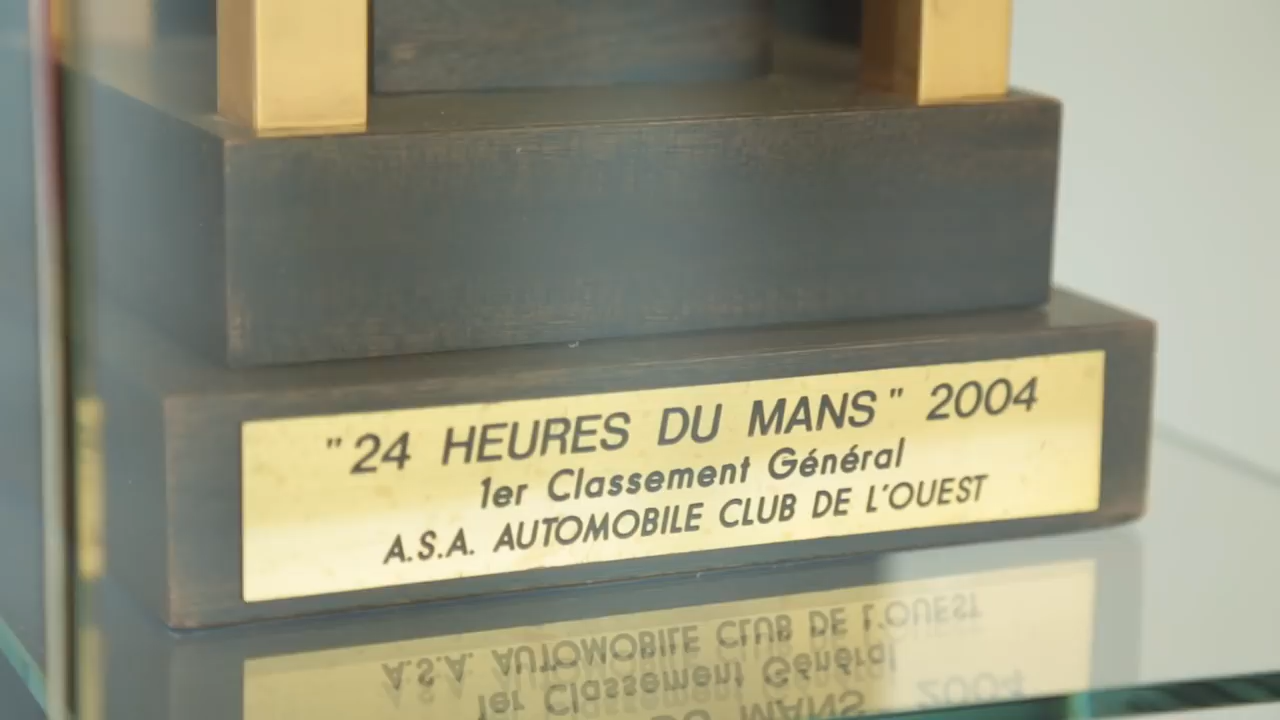 "24 HEURES DU MANS" 2004
1er Classement Général
A.S.A. AUTOMOBILE CLUB DE L'OUEST